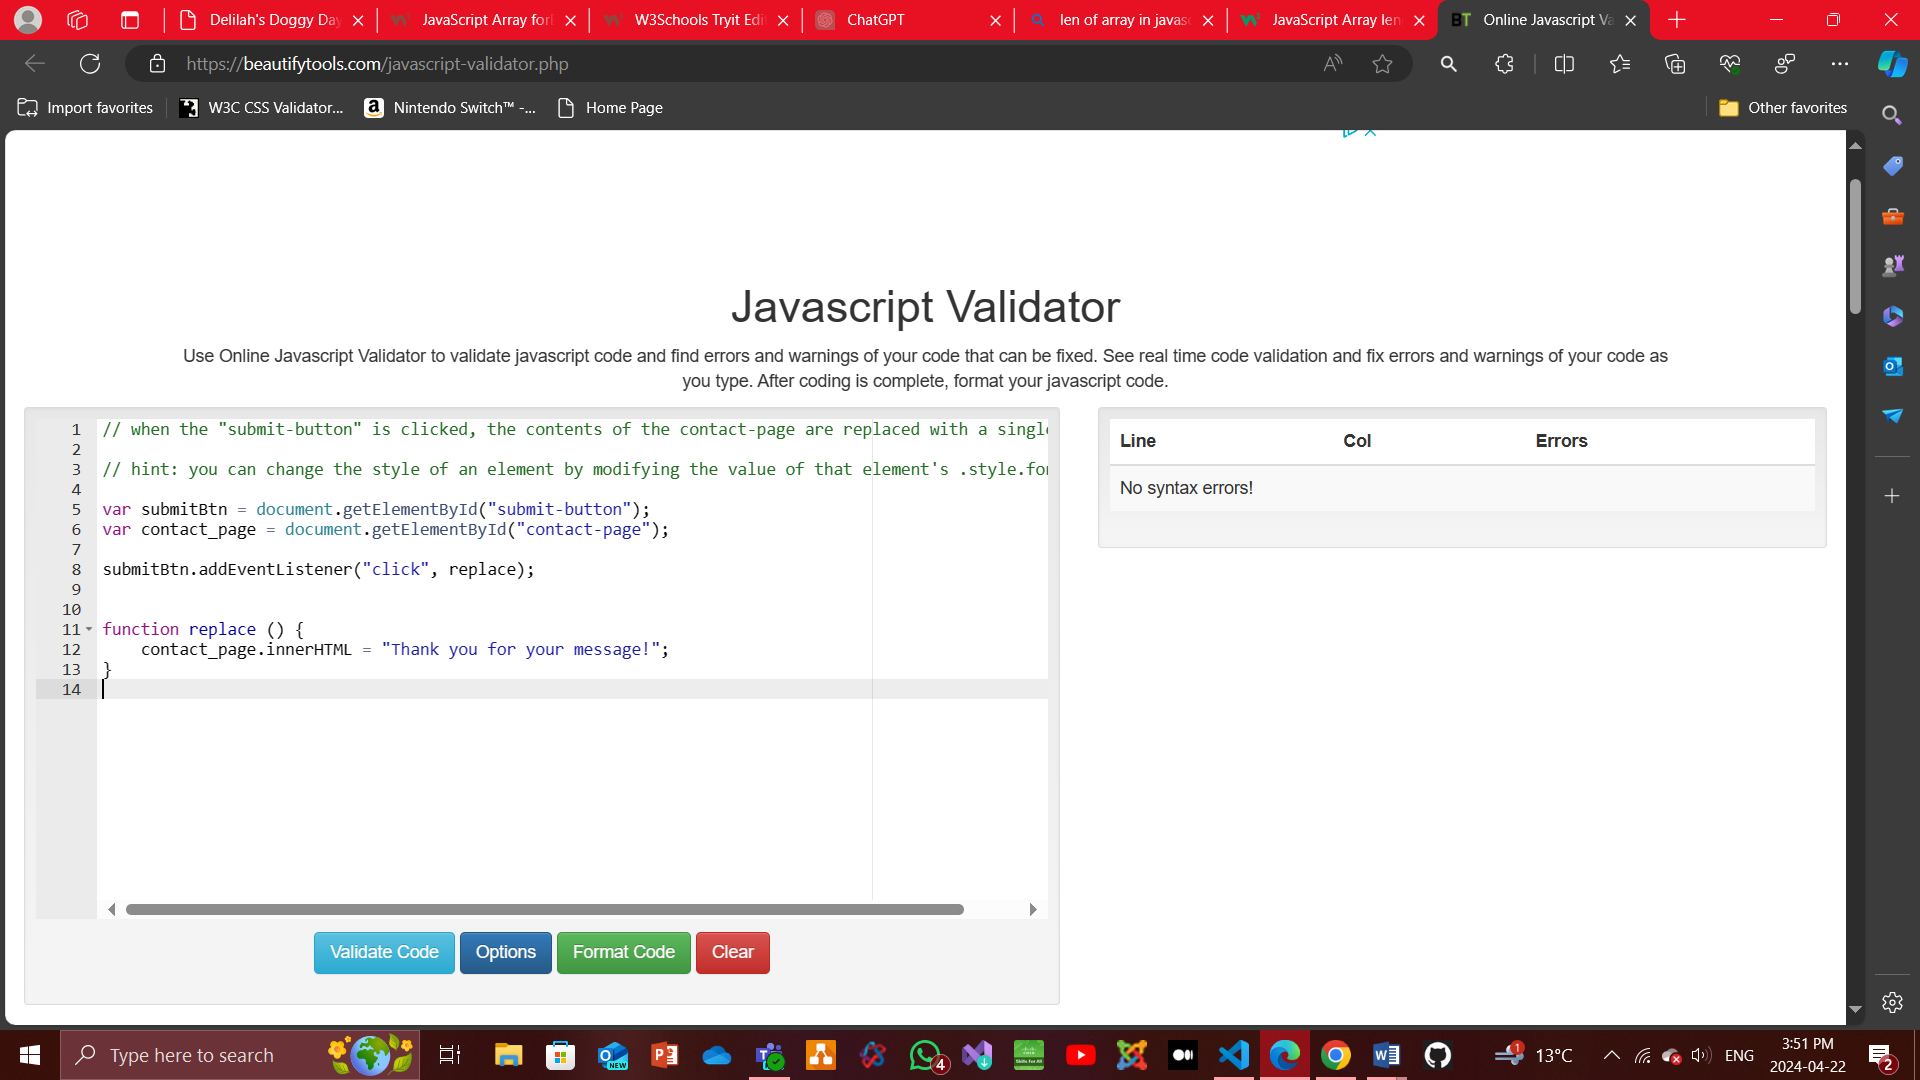 Delilah's Doggy Day
JavaScript Array for
W3Schools Tryit Edi
ChatGPT
len of array in javas
JavaScript Array len
BT Online Javascript Va
https://beautifytools.com/javascript-validator.php
Import favorites
W3C CSS Validator...
Nintendo Switch™ -...
Home Page
Other favorites
Javascript Validator
Use Online Javascript Validator to validate javascript code and find errors and warnings of your code that can be fixed. See real time code validation and fix errors and warnings of your code as
you type. After coding is complete, format your javascript code.
1 // when the "submit-button" is clicked, the contents of the contact-page are replaced with a single
2
3 // hint: you can change the style of an element by modifying the value of that element's .style.fon
4
5 var submitBtn = document.getElementById("submit-button");
6 var contact_page = document.getElementById("contact-page");
7
8 submitBtn.addEventListener("click", replace);
9
10
11 function replace () {
12 contact_page.innerHTML = "Thank you for your message!";
13 }
14
Line Col Errors
No syntax errors!
Validate Code Options Format Code Clear
Type here to search
NEW
4
1
13°C
ENG
3:51 PM
2024-04-22
2